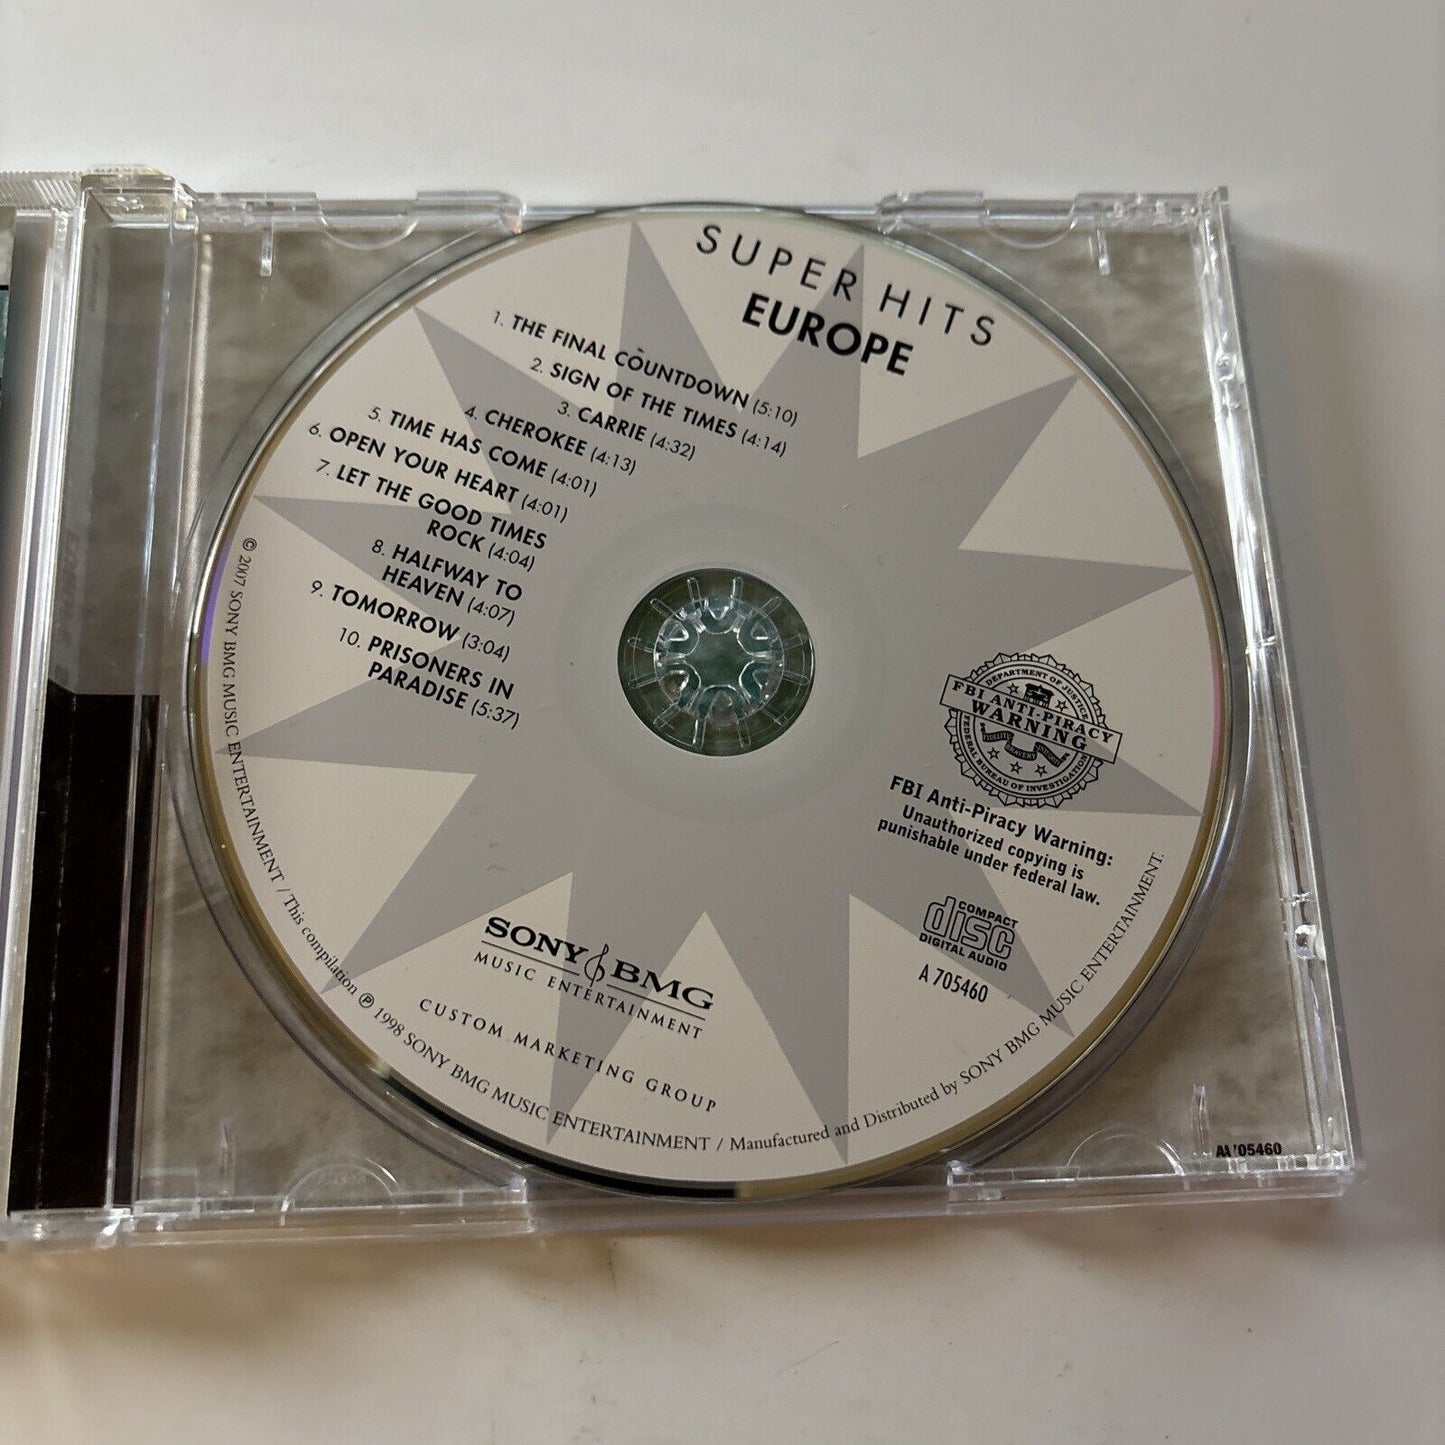 SUPER HITS
EUROPE
1. THE FINAL COUNTDOWN (5:10)
2. SIGN OF THE TIMES (4:14)
3. CARRIE (4:32)
4. CHEROKEE (4:13)
5. TIME HAS COME (4:01)
6. OPEN YOUR HEART (4:01)
7. LET THE GOOD TIMES
ROCK (4:04)
8. HALFWAY TO
HEAVEN (4:07)
9. TOMORROW (3:04)
10. PRISONERS IN
PARADISE (5:37)
DEPARTMENT OF JUSTICE
FBI ANTI-PIRACY
WARNING
FIDELITY BRAVERY INTEGRITY
FEDERAL BUREAU OF INVESTIGATION
FBI Anti-Piracy Warning:
Unauthorized copying is
punishable under federal law.
COMPACT
disc
DIGITAL AUDIO
A 705460
SONY BMG
MUSIC ENTERTAINMENT
CUSTOM MARKETING GROUP
© 2007 SONY BMG MUSIC ENTERTAINMENT / This compilation ℗ 1998 SONY BMG MUSIC ENTERTAINMENT / Manufactured and Distributed by SONY BMG MUSIC ENTERTAINMENT.